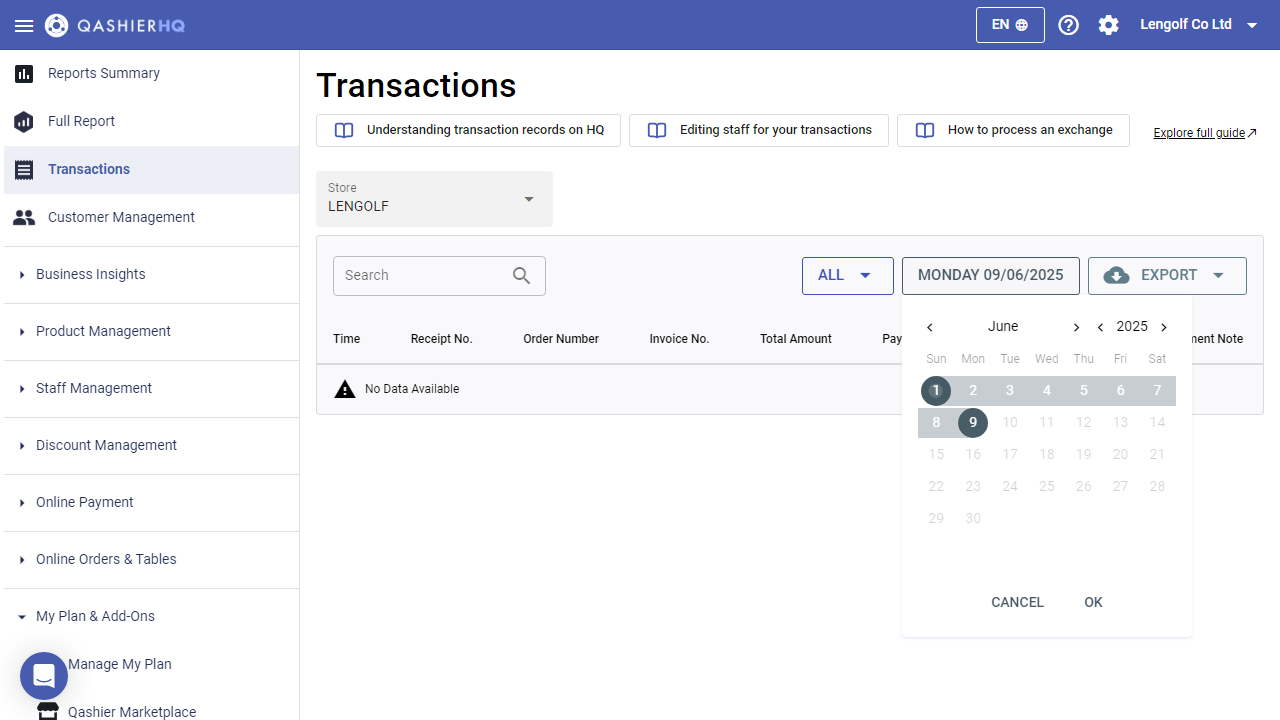 QASHIERHQ
EN
Lengolf Co Ltd
Reports Summary
Full Report
Transactions
Customer Management
Business Insights
Product Management
Staff Management
Discount Management
Online Payment
Online Orders & Tables
My Plan & Add-Ons
Manage My Plan
Qashier Marketplace
Transactions
Understanding transaction records on HQ
Editing staff for your transactions
How to process an exchange
Explore full guide
Store
LENGOLF
Search
ALL
MONDAY 09/06/2025
EXPORT
Time Receipt No. Order Number Invoice No. Total Amount Pay ment Note
No Data Available
June 2025
Sun Mon Tue Wed Thu Fri Sat
1 2 3 4 5 6 7
8 9 10 11 12 13 14
15 16 17 18 19 20 21
22 23 24 25 26 27 28
29 30
CANCEL OK